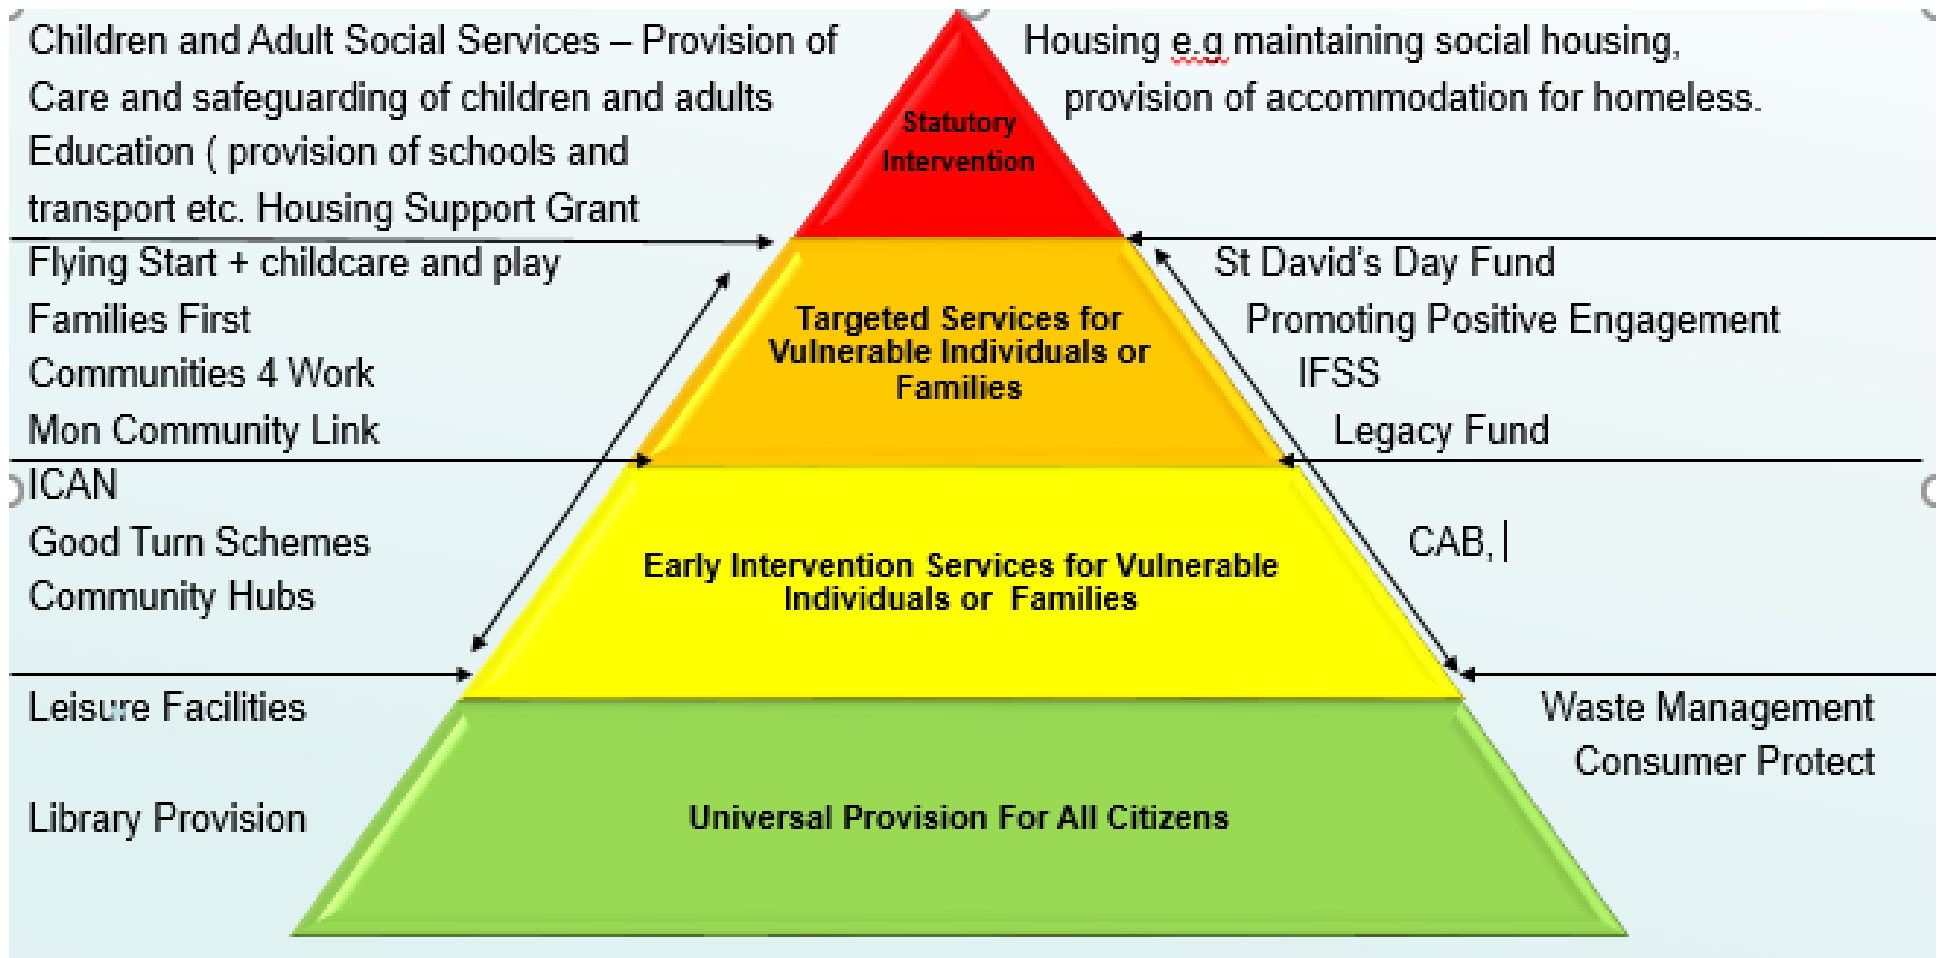 Children and Adult Social Services – Provision of
Care and safeguarding of children and adults
Education ( provision of schools and
transport etc. Housing Support Grant
Housing e.g maintaining social housing,
provision of accommodation for homeless.
Statutory
Intervention
Flying Start + childcare and play
Families First
Communities 4 Work
Mon Community Link
Targeted Services for
Vulnerable Individuals or
Families
St David's Day Fund
Promoting Positive Engagement
IFSS
Legacy Fund
ICAN
Good Turn Schemes
Community Hubs
Early Intervention Services for Vulnerable
Individuals or Families
CAB,
Leisure Facilities
Library Provision
Universal Provision For All Citizens
Waste Management
Consumer Protect